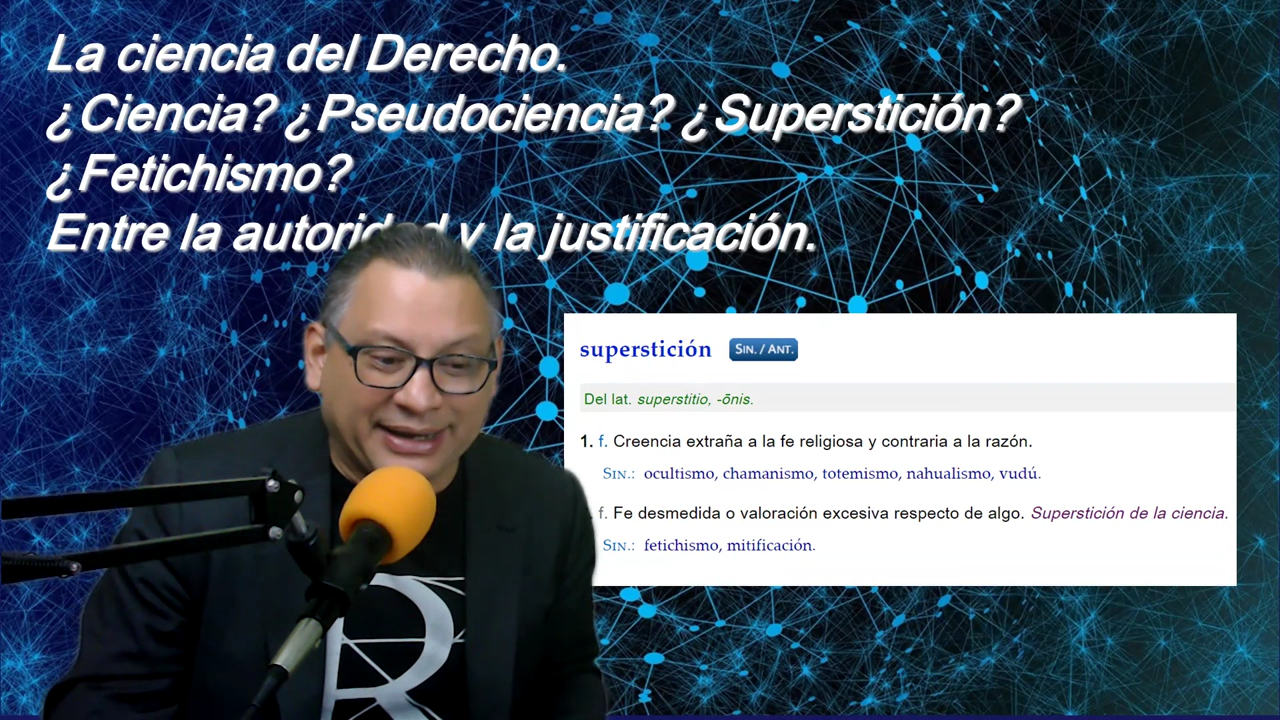 La ciencia del Derecho.
¿Ciencia? ¿Pseudociencia? ¿Superstición?
¿Fetichismo?
Entre la autoridad y la justificación.
superstición SIN. / ANT.
Del lat. superstitio, -ōnis.
1. f. Creencia extraña a la fe religiosa y contraria a la razón.
SIN.: ocultismo, chamanismo, totemismo, nahualismo, vudú.
f. Fe desmedida o valoración excesiva respecto de algo. Superstición de la ciencia.
SIN.: fetichismo, mitificación.
R